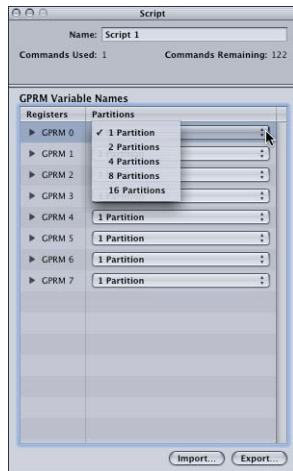 Script
Name: Script 1
Commands Used: 1 Commands Remaining: 122
GPRM Variable Names
Registers Partitions
GPRM 0 ✓ 1 Partition
2 Partitions
GPRM 1
4 Partitions
GPRM 2 8 Partitions
16 Partitions
GPRM 3
GPRM 4 1 Partition
GPRM 5 1 Partition
GPRM 6 1 Partition
GPRM 7 1 Partition
Import... Export...